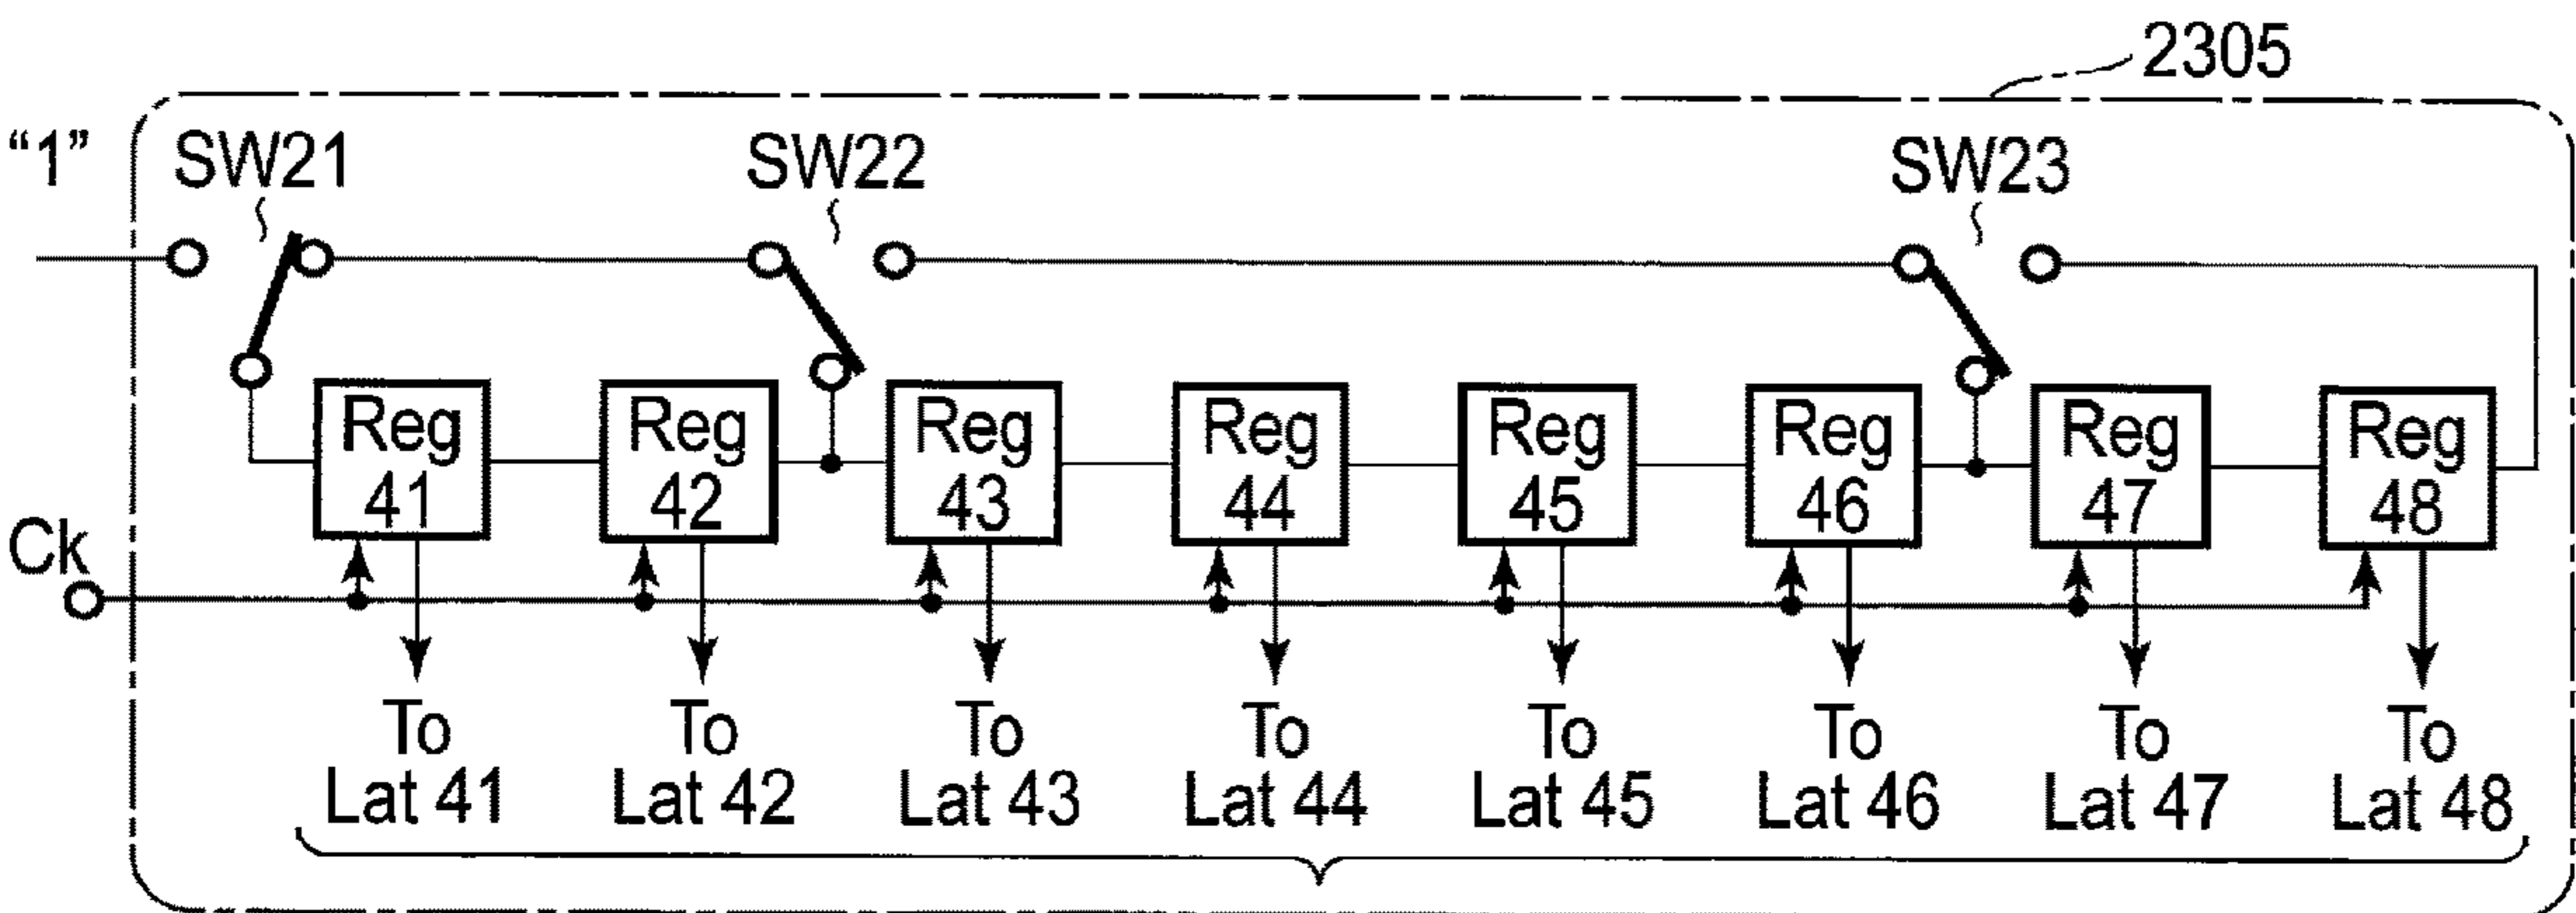 2305
“1”
SW21
SW22
SW23
Reg
41
Reg
42
Reg
43
Reg
44
Reg
45
Reg
46
Reg
47
Reg
48
Ck
To
Lat 41
To
Lat 42
To
Lat 43
To
Lat 44
To
Lat 45
To
Lat 46
To
Lat 47
To
Lat 48